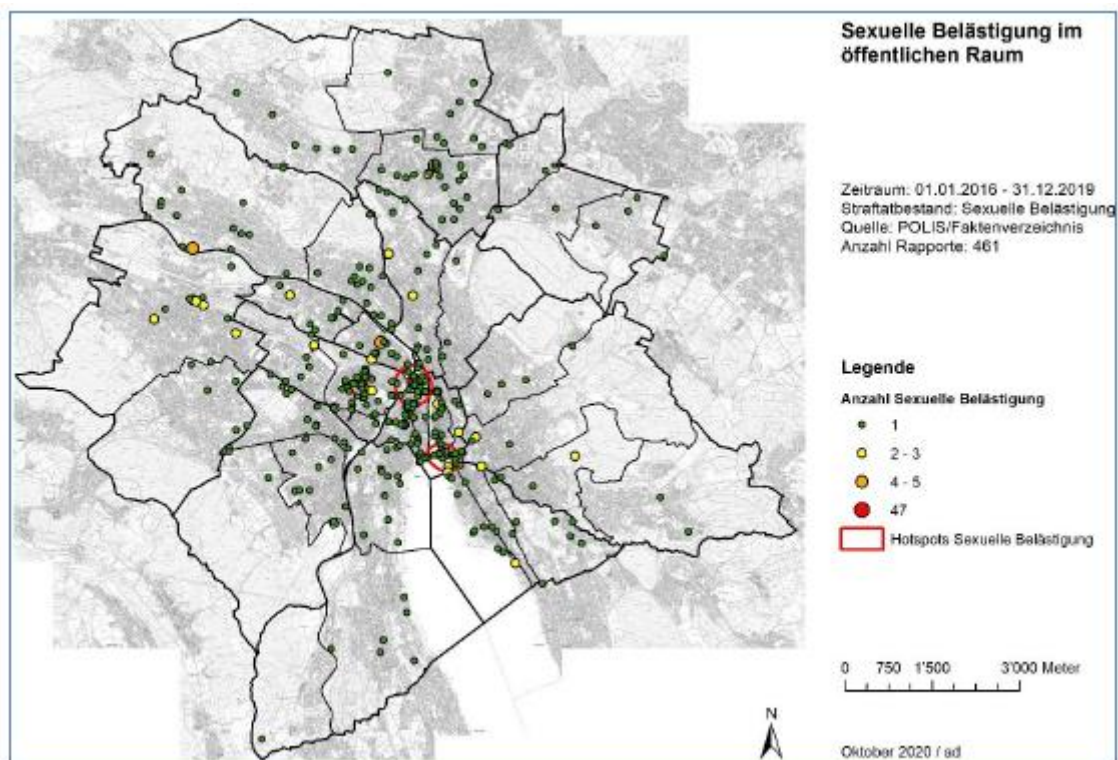 Sexuelle Belästigung im
öffentlichen Raum
Zeitraum: 01.01.2016 - 31.12.2019
Straftatbestand: Sexuelle Belästigung
Quelle: POLIS/Faktenverzeichnis
Anzahl Rapporte: 461
Legende
Anzahl Sexuelle Belästigung
1
2 - 3
4 - 5
47
Hotspots Sexuelle Belästigung
0 750 1'500 3'000 Meter
N
Oktober 2020 / sd